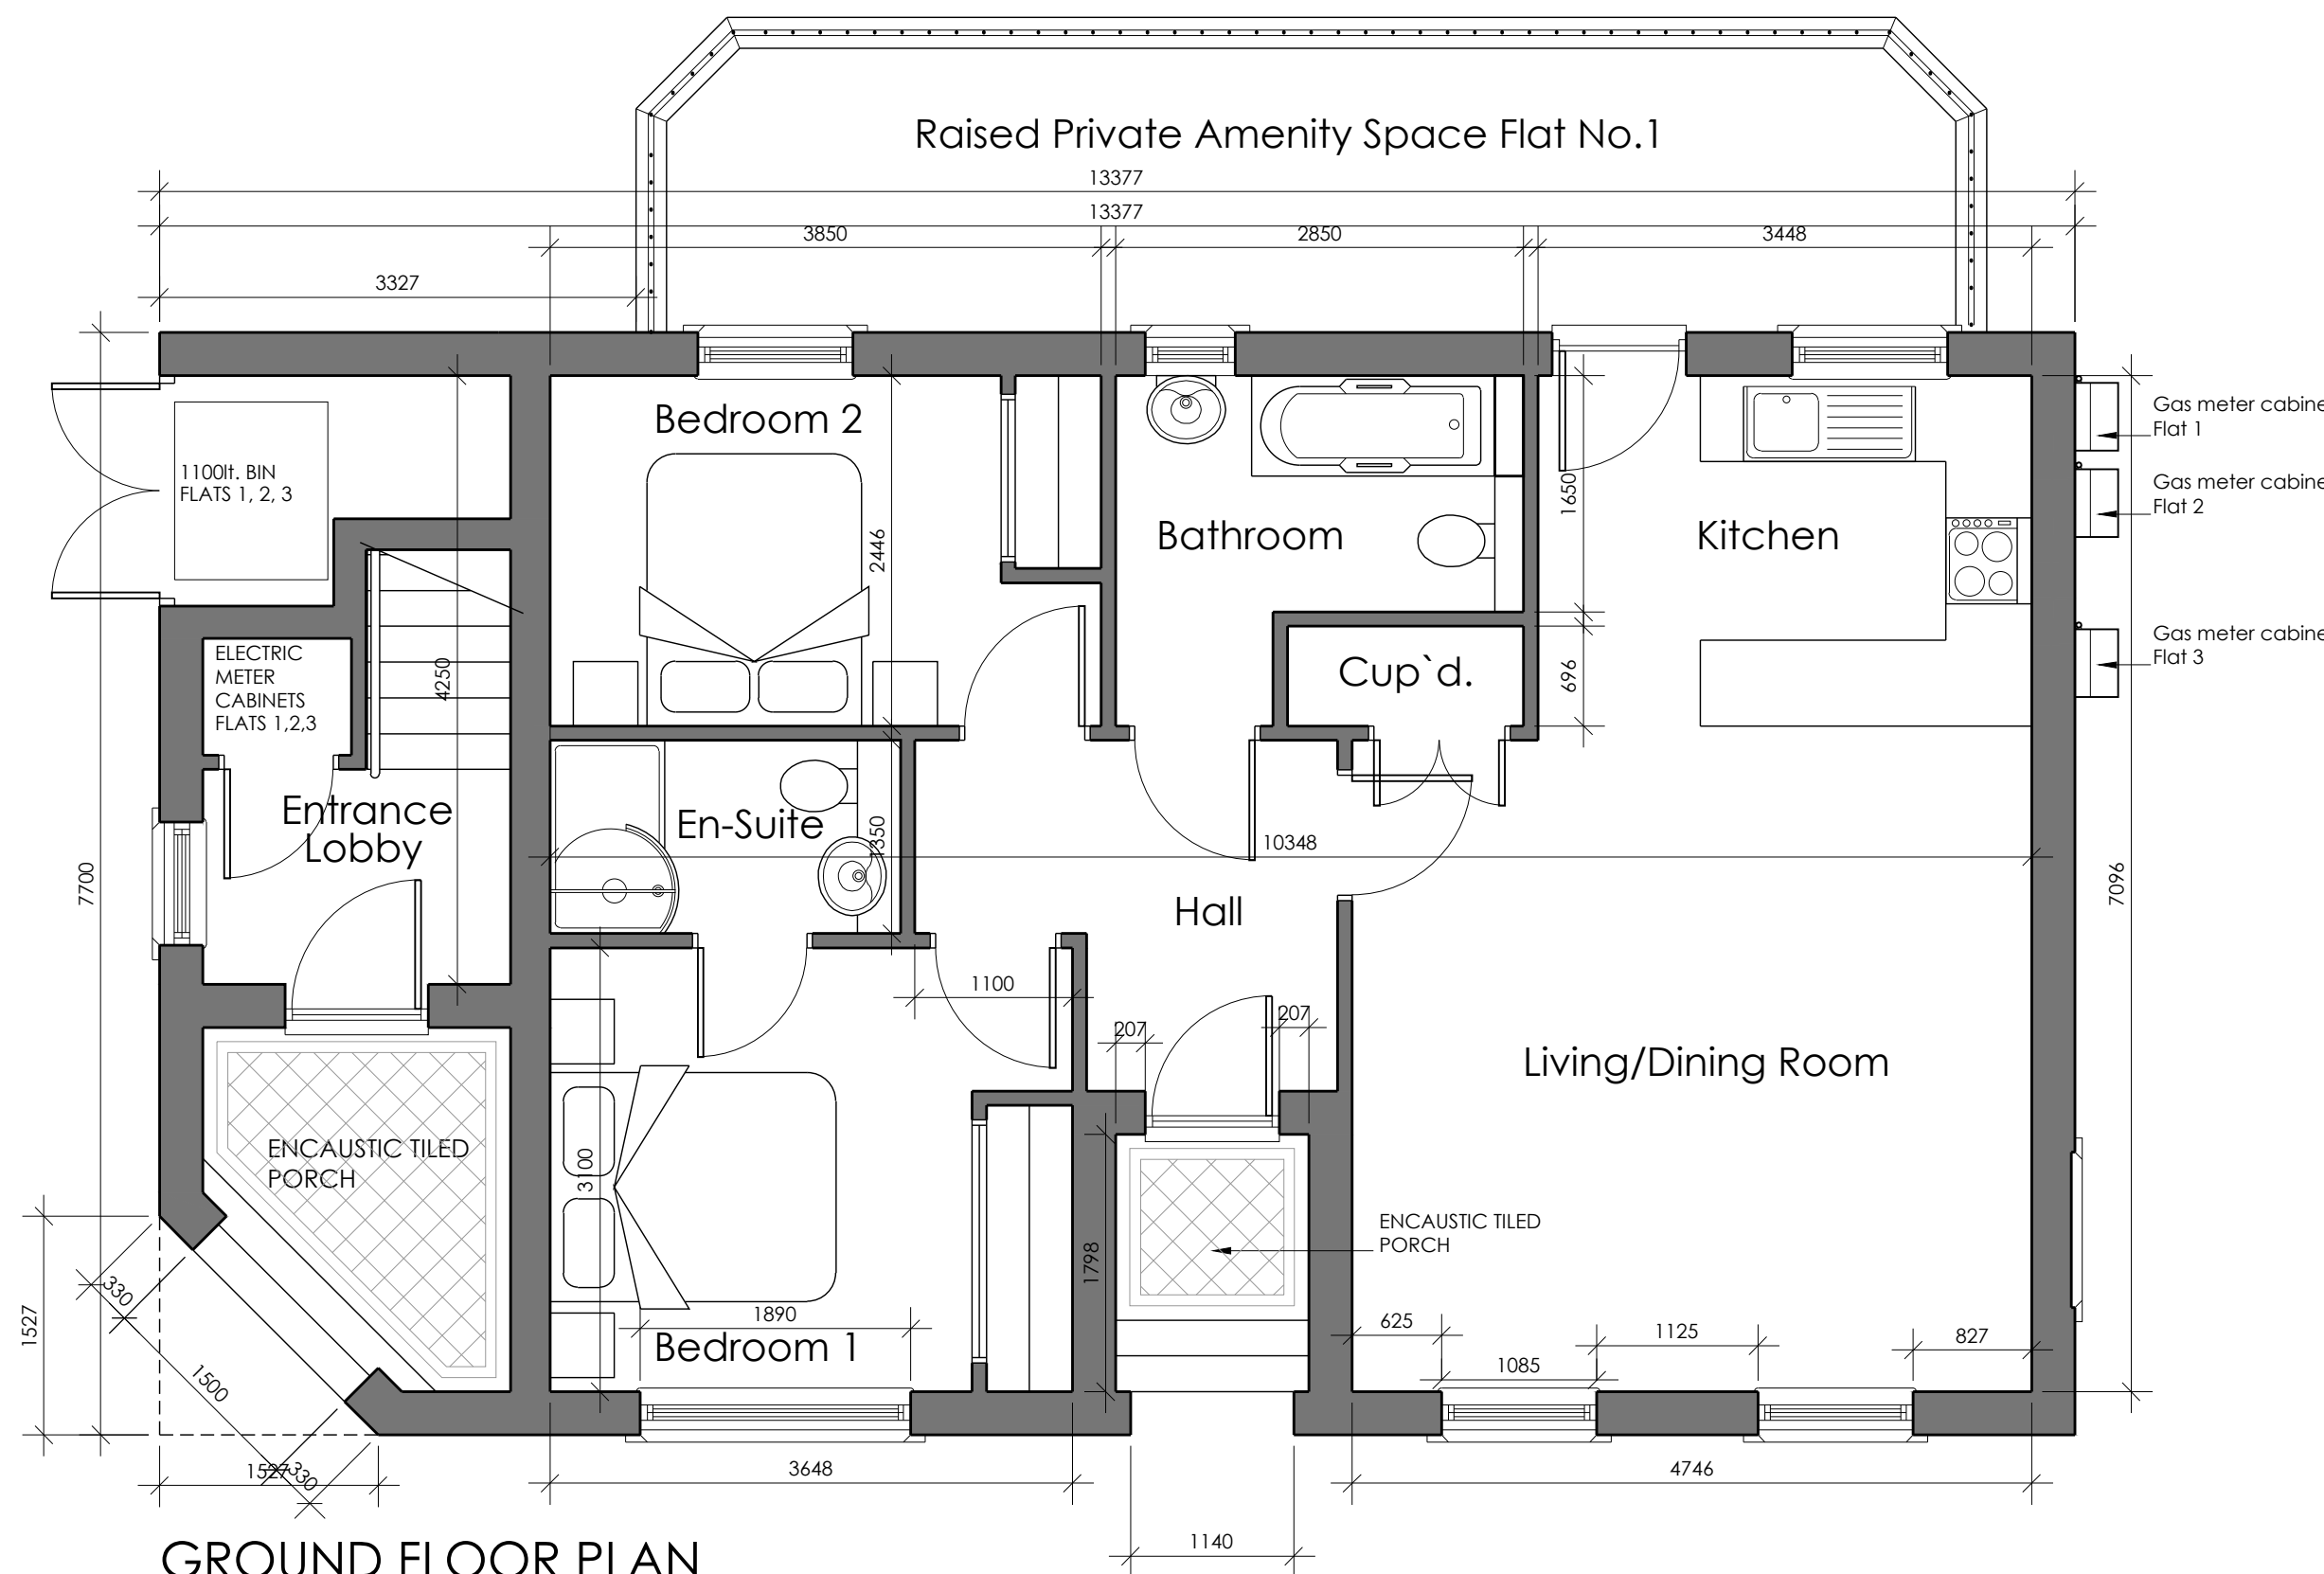 Raised Private Amenity Space Flat No.1
13377
13377
3850
2850
3448
3327
Bedroom 2
1100lt. BIN
FLATS 1, 2, 3
2446
1650
Bathroom
Kitchen
Gas meter cabine
Flat 1
Gas meter cabine
Flat 2
Gas meter cabine
Flat 3
ELECTRIC
METER
CABINETS
FLATS 1,2,3
4250
Cup`d.
696
Entrance
Lobby
En-Suite
1350
10348
7700
7096
Hall
1100
207
207
Living/Dining Room
ENCAUSTIC TILED
PORCH
3100
1798
ENCAUSTIC TILED
PORCH
330
1527
1500
1890
Bedroom 1
625
1085
1125
827
1527
330
3648
4746
1140
GROUND FLOOR PLAN